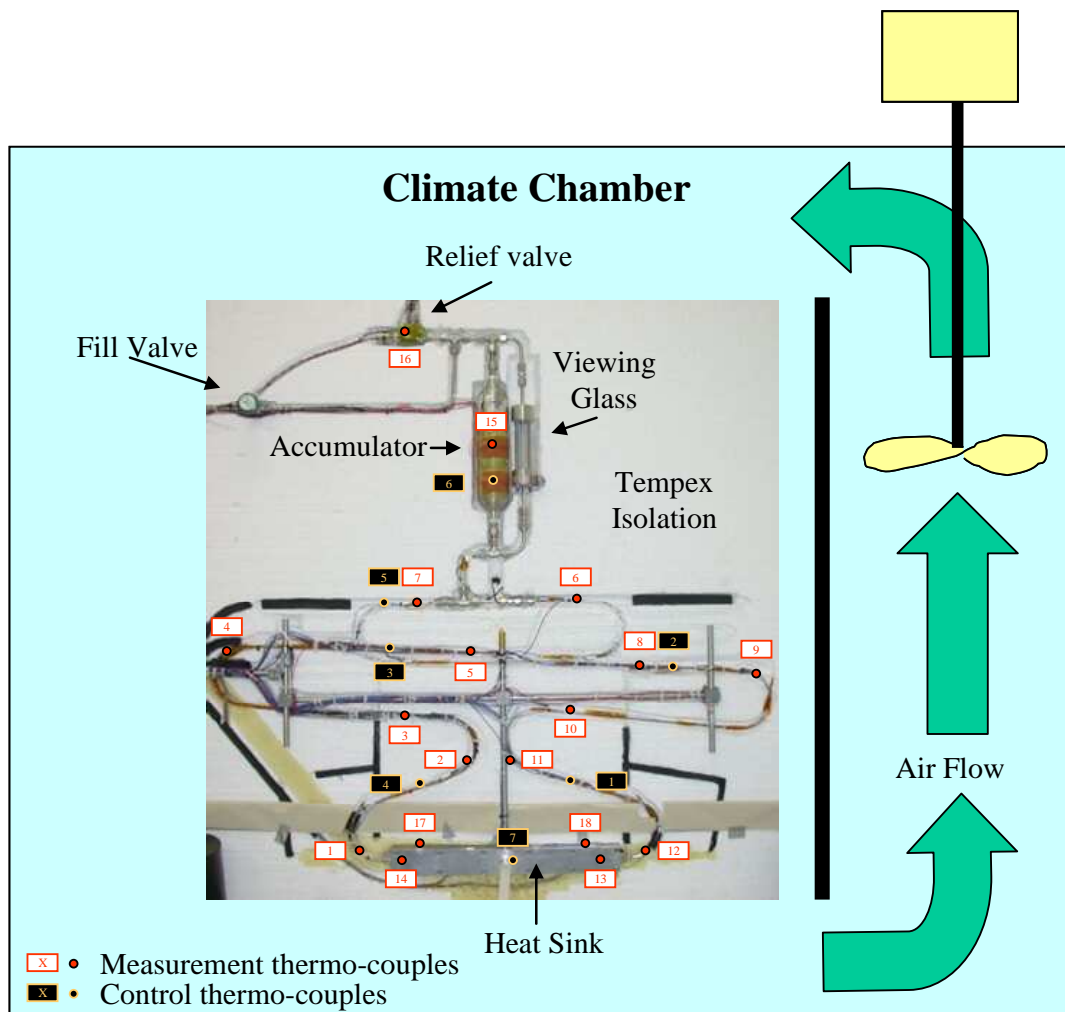 Climate Chamber
Relief valve
Fill Valve
16
Viewing
Glass
15
Accumulator
6
Tempex
Isolation
5
7
6
4
8
2
9
3
5
10
3
2
11
4
1
Air Flow
17
18
7
1
12
14
13
Heat Sink
X Measurement thermo-couples
X Control thermo-couples